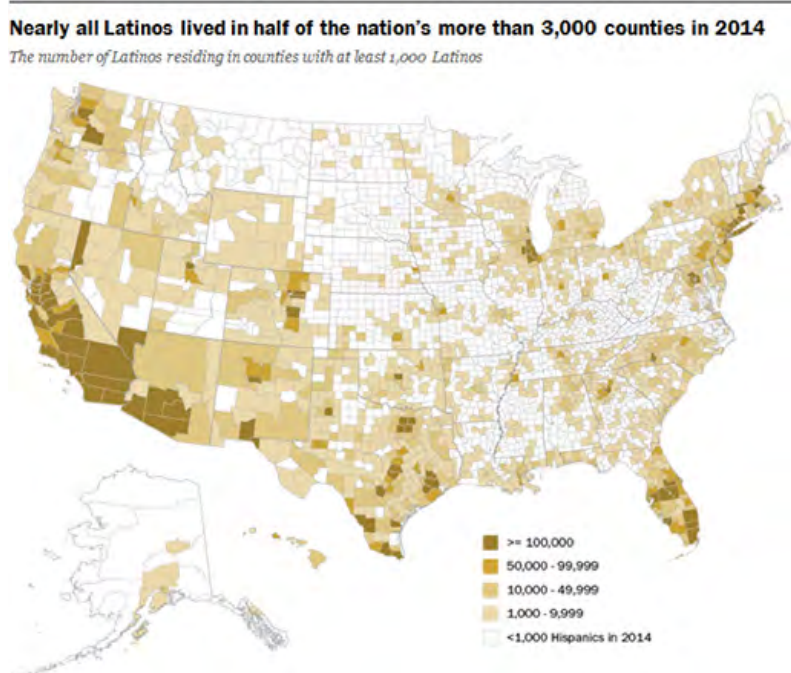 Nearly all Latinos lived in half of the nation's more than 3,000 counties in 2014
The number of Latinos residing in counties with at least 1,000 Latinos
>= 100,000
50,000 - 99,999
10,000 - 49,999
1,000 - 9,999
<1,000 Hispanics in 2014